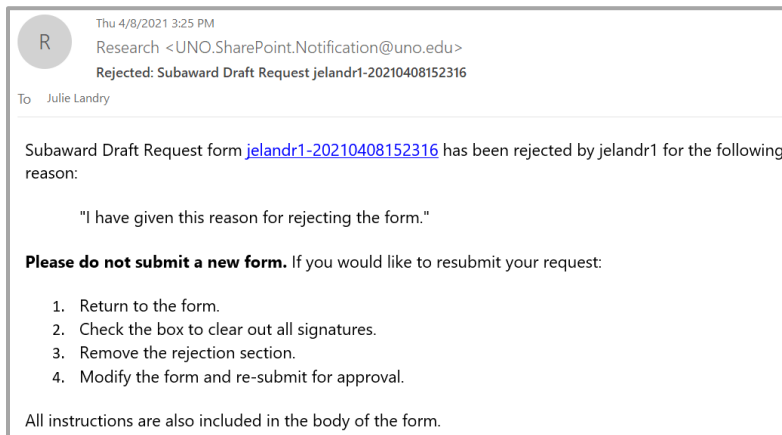 Thu 4/8/2021 3:25 PM
R
Research <UNO.SharePoint.Notification@uno.edu>
Rejected: Subaward Draft Request jelandr1-20210408152316
To Julie Landry
Subaward Draft Request form jelandr1-20210408152316 has been rejected by jelandr1 for the following
reason:
"I have given this reason for rejecting the form."
Please do not submit a new form. If you would like to resubmit your request:
1. Return to the form.
2. Check the box to clear out all signatures.
3. Remove the rejection section.
4. Modify the form and re-submit for approval.
All instructions are also included in the body of the form.